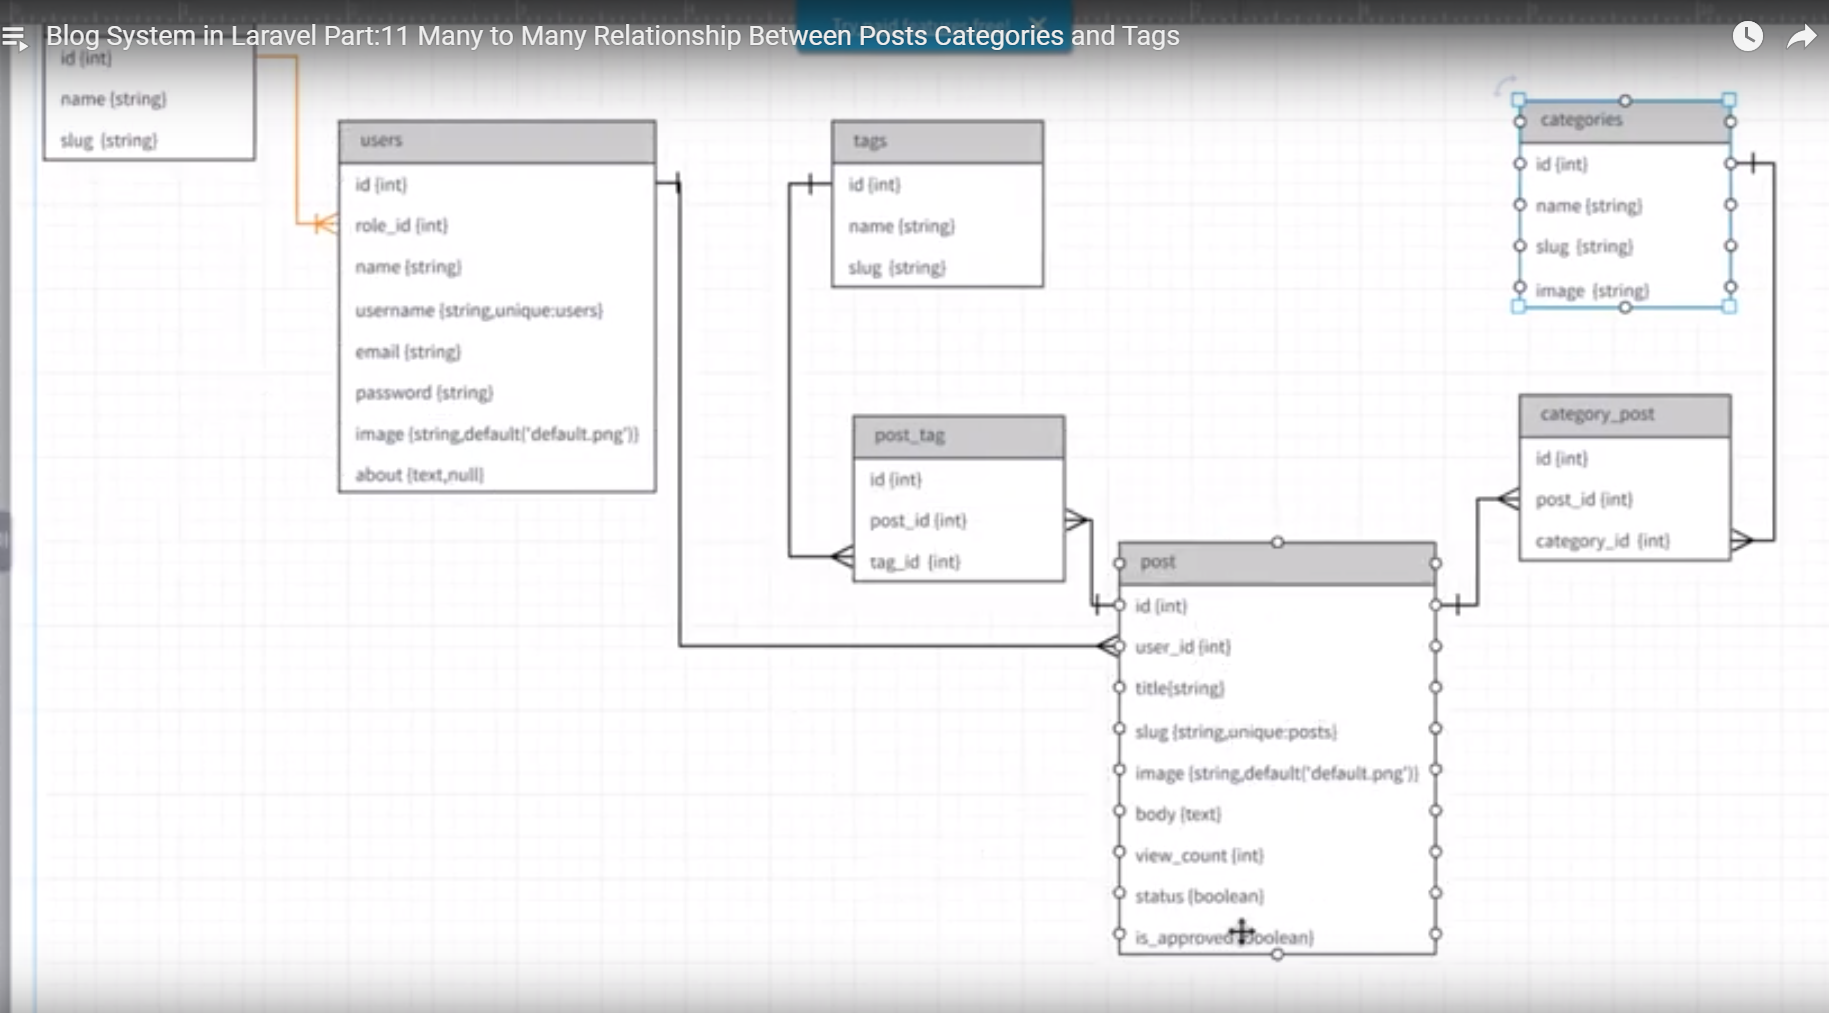 Try paid features free!
Blog System in Laravel Part:11 Many to Many Relationship Between Posts Categories and Tags
id {int}
name {string}
slug {string}
users
id {int}
role_id {int}
name {string}
username {string,unique:users}
email {string}
password {string}
image {string,default('default.png')}
about {text,null}
tags
id {int}
name {string}
slug {string}
post_tag
id {int}
post_id {int}
tag_id {int}
post
id {int}
user_id {int}
title{string}
slug {string,unique:posts}
image {string,default('default.png')}
body {text}
view_count {int}
status {boolean}
is_approved boolean}
categories
id {int}
name {string}
slug {string}
image {string}
category_post
id {int}
post_id {int}
category_id {int}